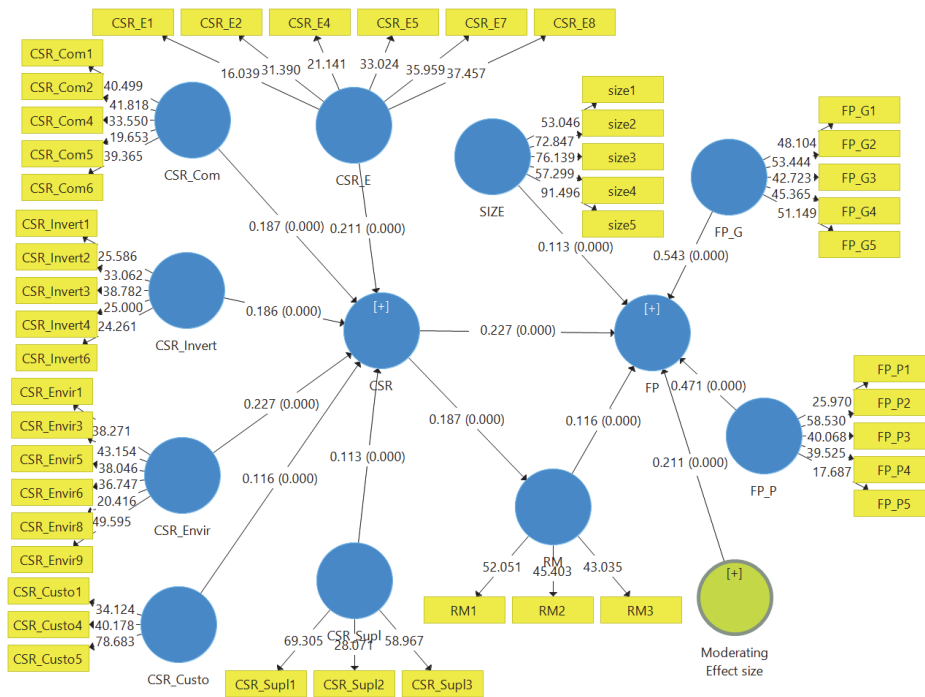 CSR_E1
CSR_E2
CSR_E4
CSR_E5
CSR_E7
CSR_E8
16.039
31.390
21.141
33.024
35.959
37.457
CSR_E
CSR_Com1
CSR_Com2
CSR_Com4
CSR_Com5
CSR_Com6
40.499
41.818
33.550
19.653
39.365
CSR_Com
size1
size2
size3
size4
size5
53.046
72.847
76.139
57.299
91.496
SIZE
FP_G1
FP_G2
FP_G3
FP_G4
FP_G5
48.104
53.444
42.723
45.365
51.149
FP_G
0.187 (0.000)
0.211 (0.000)
0.113 (0.000)
0.543 (0.000)
CSR_Invert1
CSR_Invert2
CSR_Invert3
CSR_Invert4
CSR_Invert6
25.586
33.062
38.782
25.000
24.261
CSR_Invert
0.186 (0.000)
[+]
CSR
0.227 (0.000)
[+]
FP
CSR_Envir1
CSR_Envir3
CSR_Envir5
CSR_Envir6
CSR_Envir8
CSR_Envir9
38.271
43.154
38.046
36.747
20.416
49.595
CSR_Envir
0.227 (0.000)
0.116 (0.000)
0.113 (0.000)
0.187 (0.000)
0.116 (0.000)
0.471 (0.000)
0.211 (0.000)
FP_P1
FP_P2
FP_P3
FP_P4
FP_P5
25.970
58.530
40.068
39.525
17.687
FP_P
CSR_Custo1
CSR_Custo4
CSR_Custo5
34.124
40.178
78.683
CSR_Custo
CSR_Supl
69.305
28.071
58.967
CSR_Supl1
CSR_Supl2
CSR_Supl3
RM
52.051
45.403
43.035
RM1
RM2
RM3
[+]
Moderating
Effect size